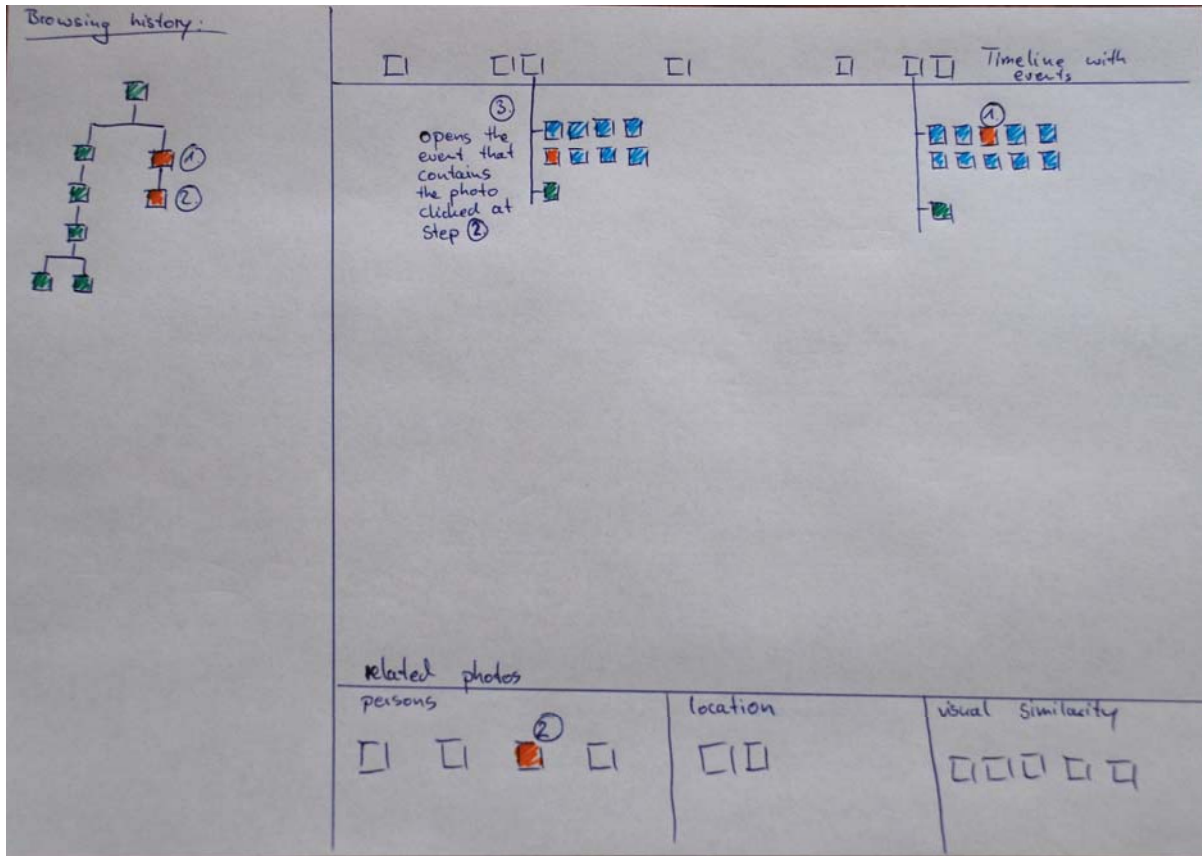 Browsing history:
Timeline with
events
3.
opens the
event that
contains
the photo
clicked at
Step 2.
1.
1.
2.
related photos
persons
2
location
visual similarity